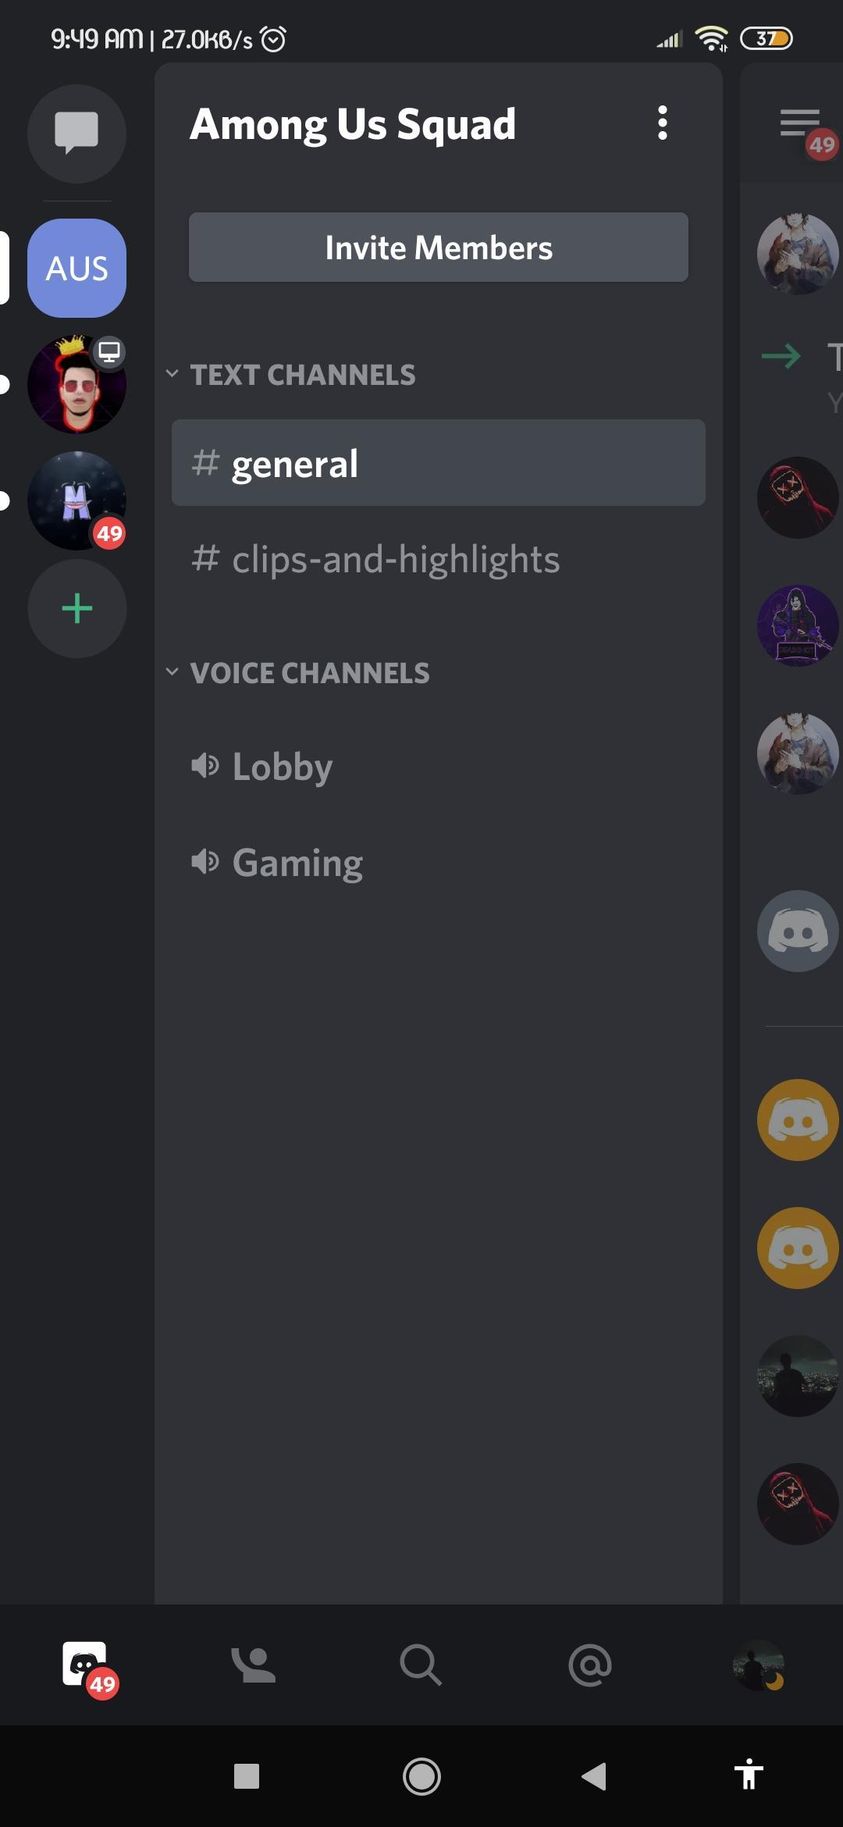 9:49 AM | 27.0KB/s
37
Among Us Squad
49
Invite Members
AUS
TEXT CHANNELS
# general
49
# clips-and-highlights
VOICE CHANNELS
Lobby
Gaming
49